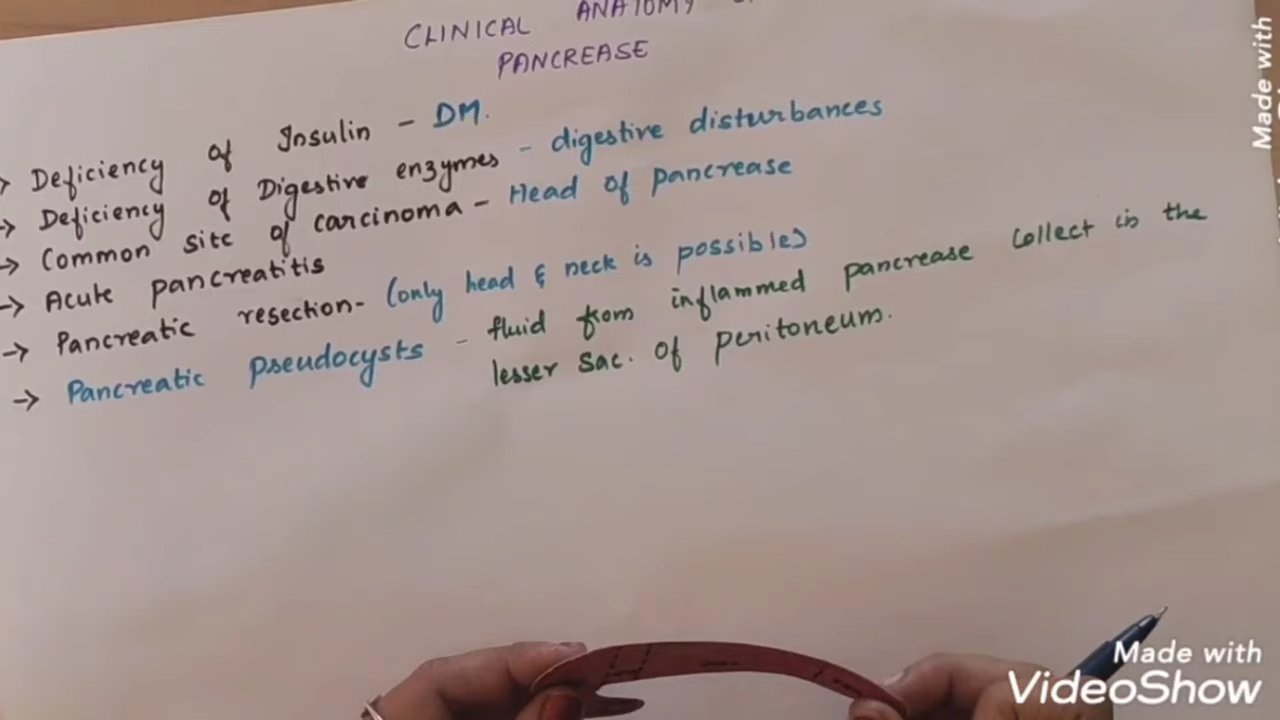 CLINICAL ANATOMY
PANCREASE
→ Deficiency of Insulin - DM.
→ Deficiency of Digestive enzymes - digestive disturbances
→ Common site of carcinoma - Head of pancrease
→ Acute pancreatitis
→ Pancreatic resection - (only head & neck is possible)
→ Pancreatic pseudocysts - fluid from inflammed pancrease collect in the
lesser sac. of peritoneum.
Made with
Made with
VideoShow